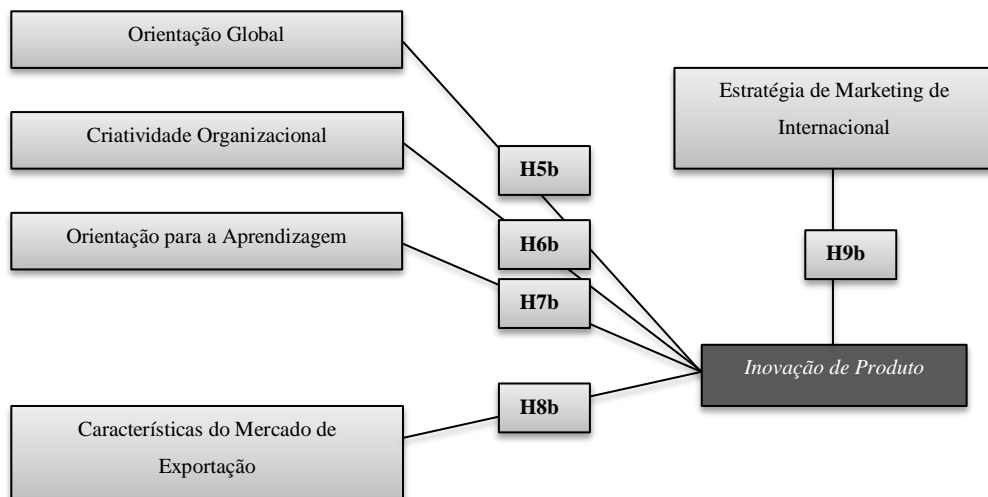 Orientação Global
Criatividade Organizacional
Orientação para a Aprendizagem
Características do Mercado de
Exportação
H5b
H6b
H7b
H8b
Estratégia de Marketing de
Internacional
H9b
Inovação de Produto